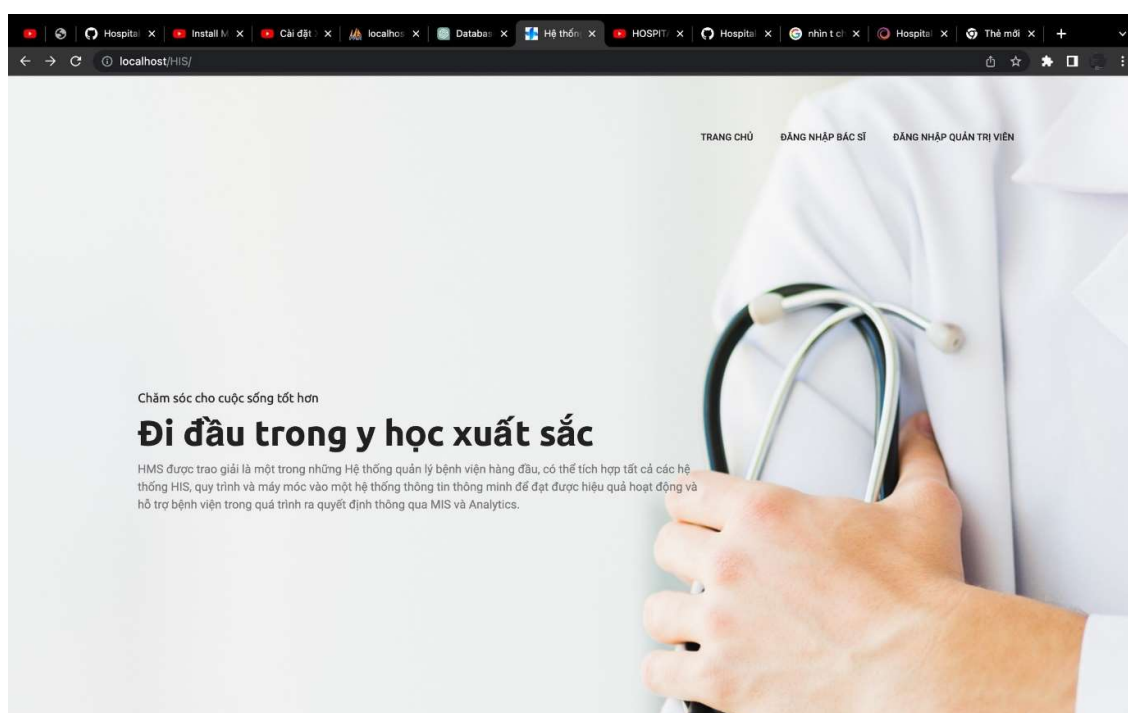 Hospital
Install M
Cài đặt
localhos
Databas
Hệ thốn
HOSPIT
Hospital
nhìn t ch
Hospital
Thẻ mới
localhost/HIS/
TRANG CHỦ ĐĂNG NHẬP BÁC SĨ ĐĂNG NHẬP QUẢN TRỊ VIÊN
Chăm sóc cho cuộc sống tốt hơn
Đi đầu trong y học xuất sắc
HMS được trao giải là một trong những Hệ thống quản lý bệnh viện hàng đầu, có thể tích hợp tất cả các hệ
thống HIS, quy trình và máy móc vào một hệ thống thông tin thông minh để đạt được hiệu quả hoạt động và
hỗ trợ bệnh viện trong quá trình ra quyết định thông qua MIS và Analytics.